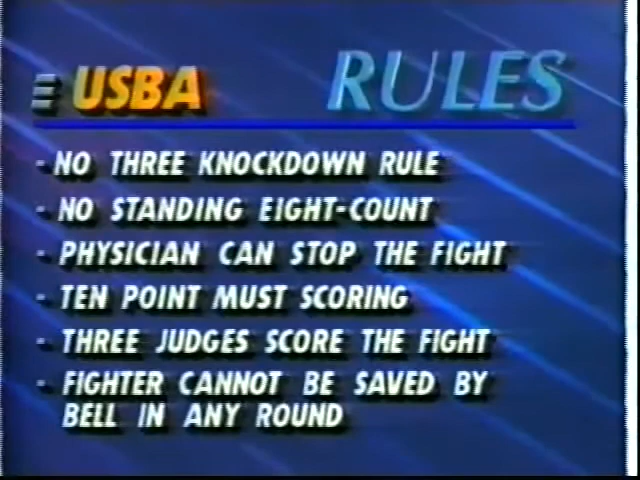 USBA RULES
- NO THREE KNOCKDOWN RULE
- NO STANDING EIGHT-COUNT
- PHYSICIAN CAN STOP THE FIGHT
- TEN POINT MUST SCORING
- THREE JUDGES SCORE THE FIGHT
- FIGHTER CANNOT BE SAVED BY
BELL IN ANY ROUND